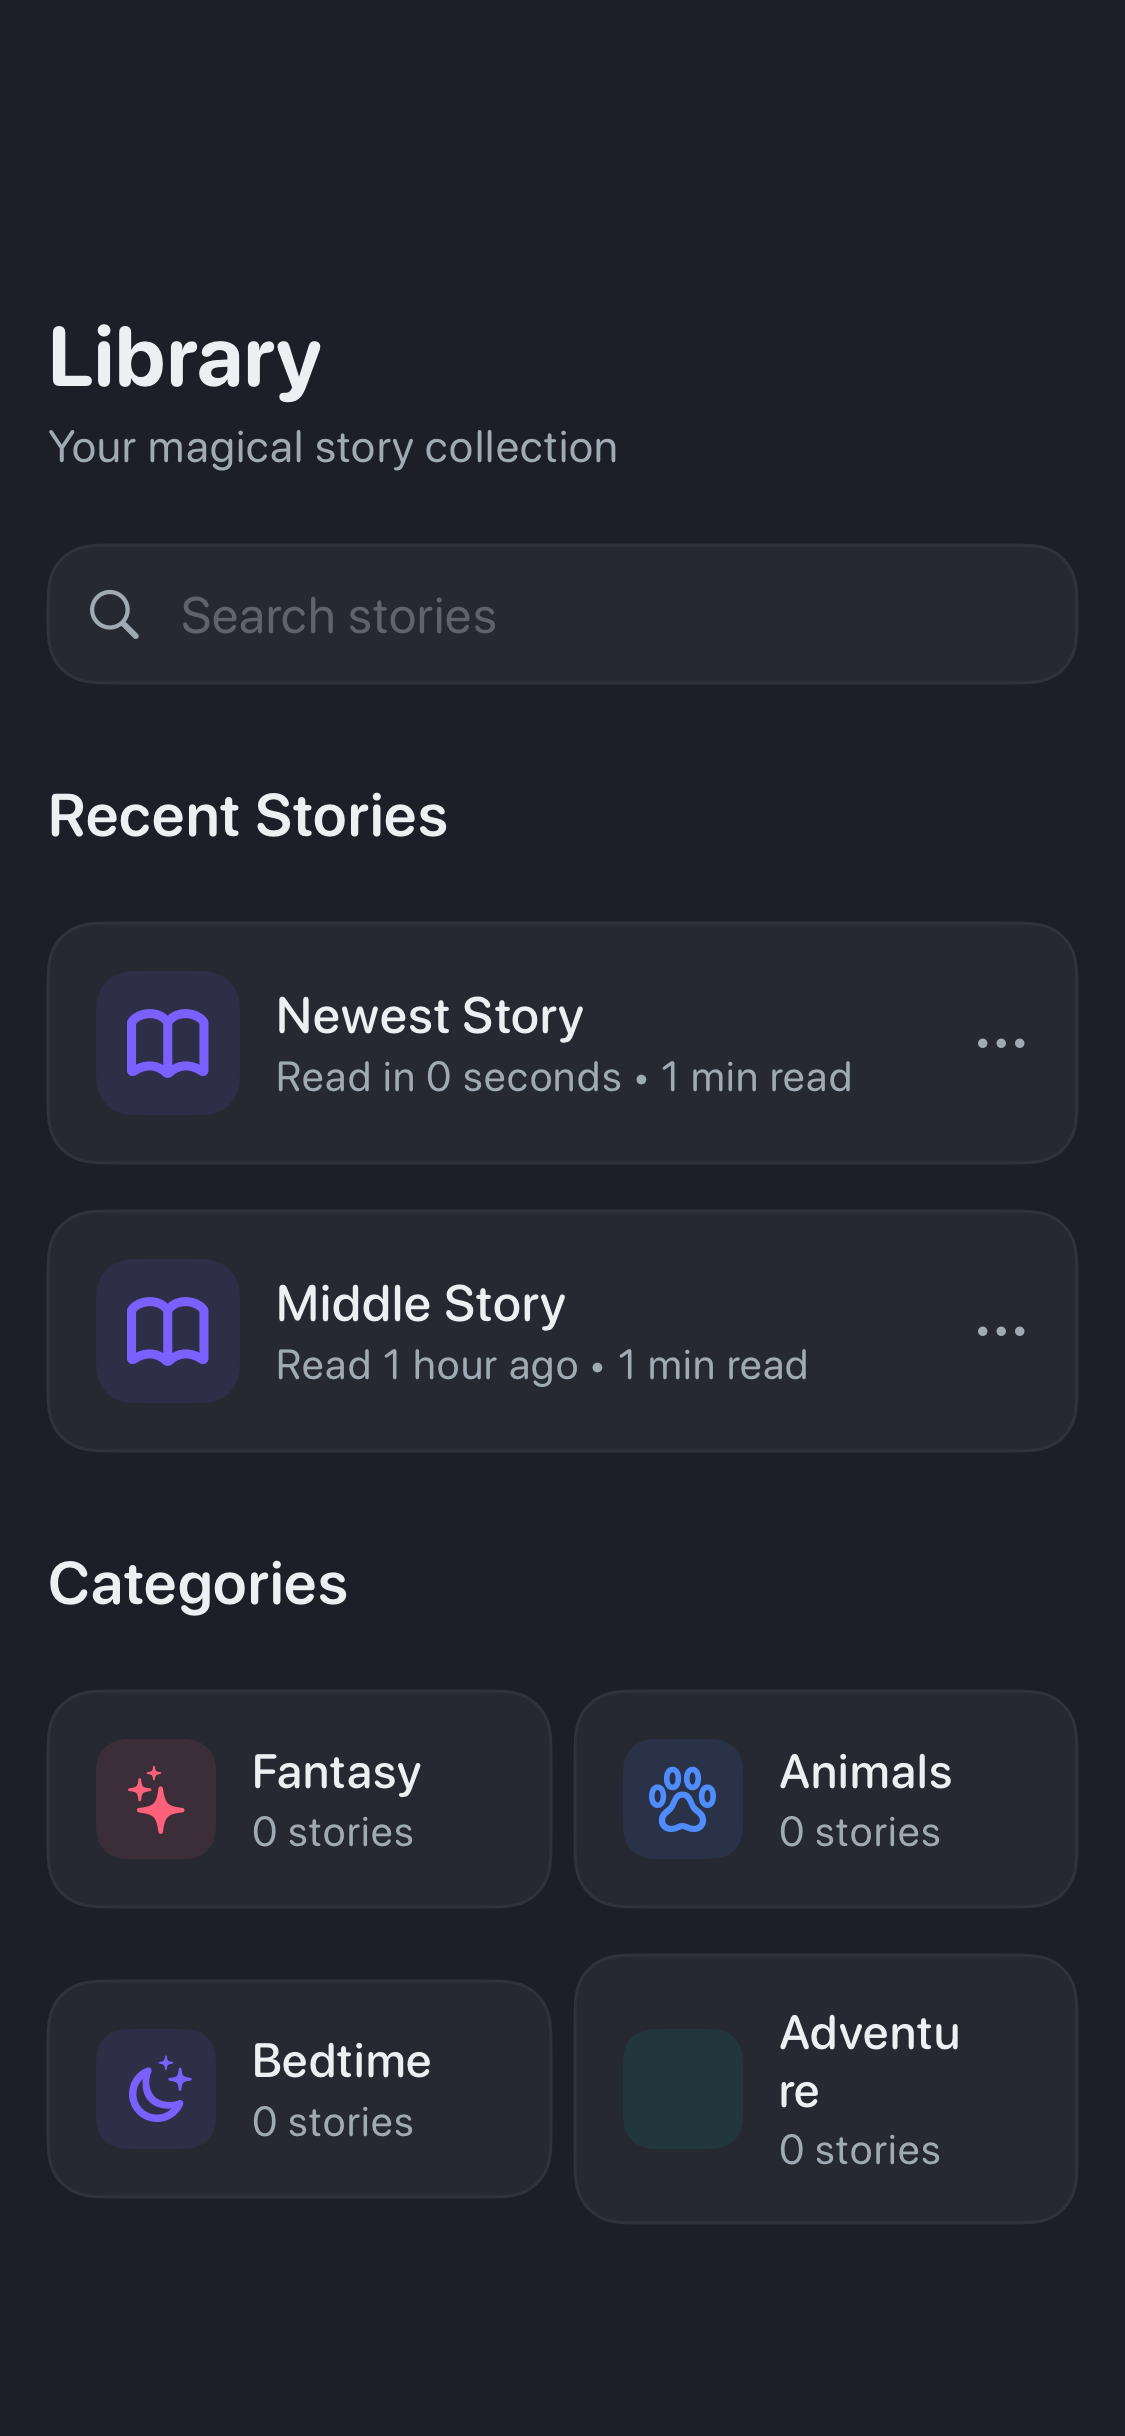 Library
Your magical story collection
Search stories
Recent Stories
Newest Story
Read in 0 seconds • 1 min read
Middle Story
Read 1 hour ago • 1 min read
Categories
Fantasy
0 stories
Animals
0 stories
Bedtime
0 stories
Adventu
re
0 stories